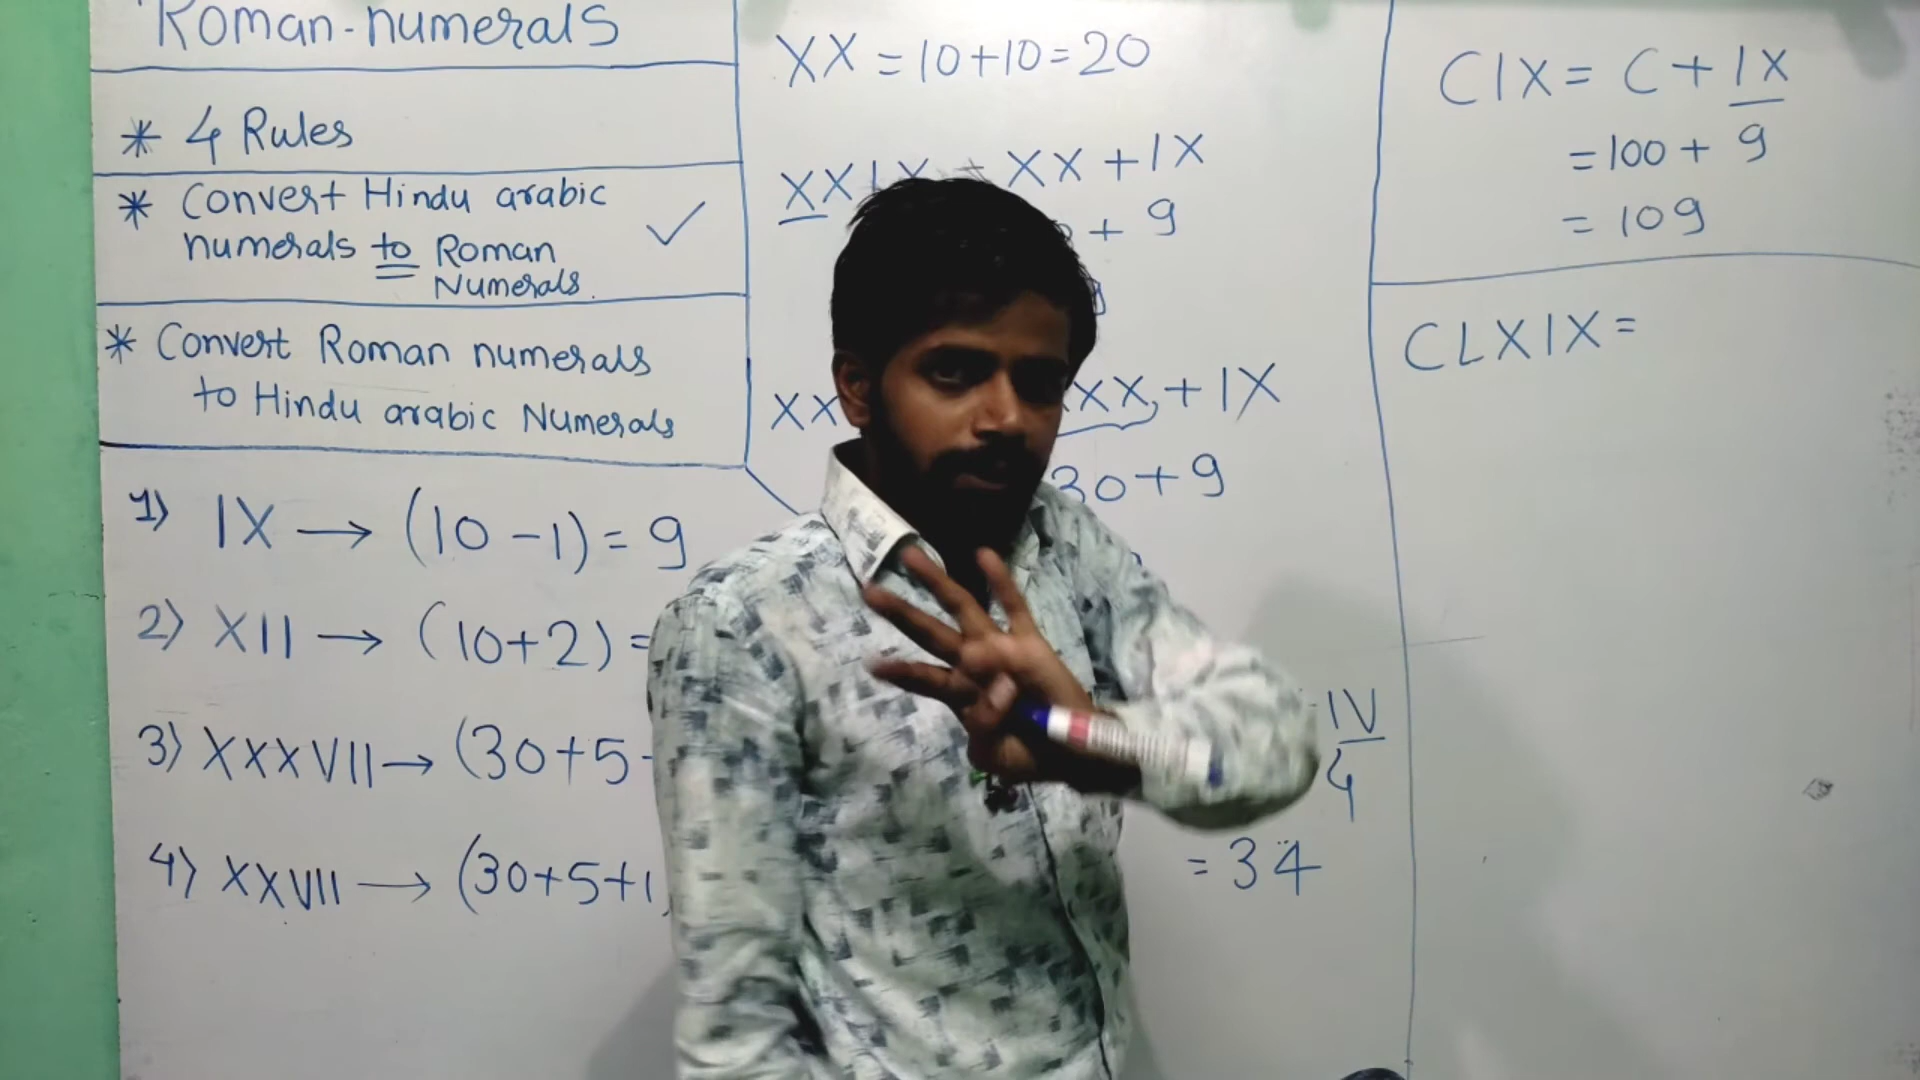 Roman-numerals
* 4 Rules
* Convert Hindu arabic
numerals to Roman
Numerals.
* Convert Roman numerals
to Hindu arabic Numerals
1) IX → (10-1) = 9
2) XII → (10+2) =
3) XXXVII → (30+5
4) XXVII → (30+5+1
XX = 10+10=20
XXIX = XX + IX
+ 9
XX XX + IX
30+9
IV
4
= 34
CIX = C + IX
= 100 + 9
= 109
CLXIX =